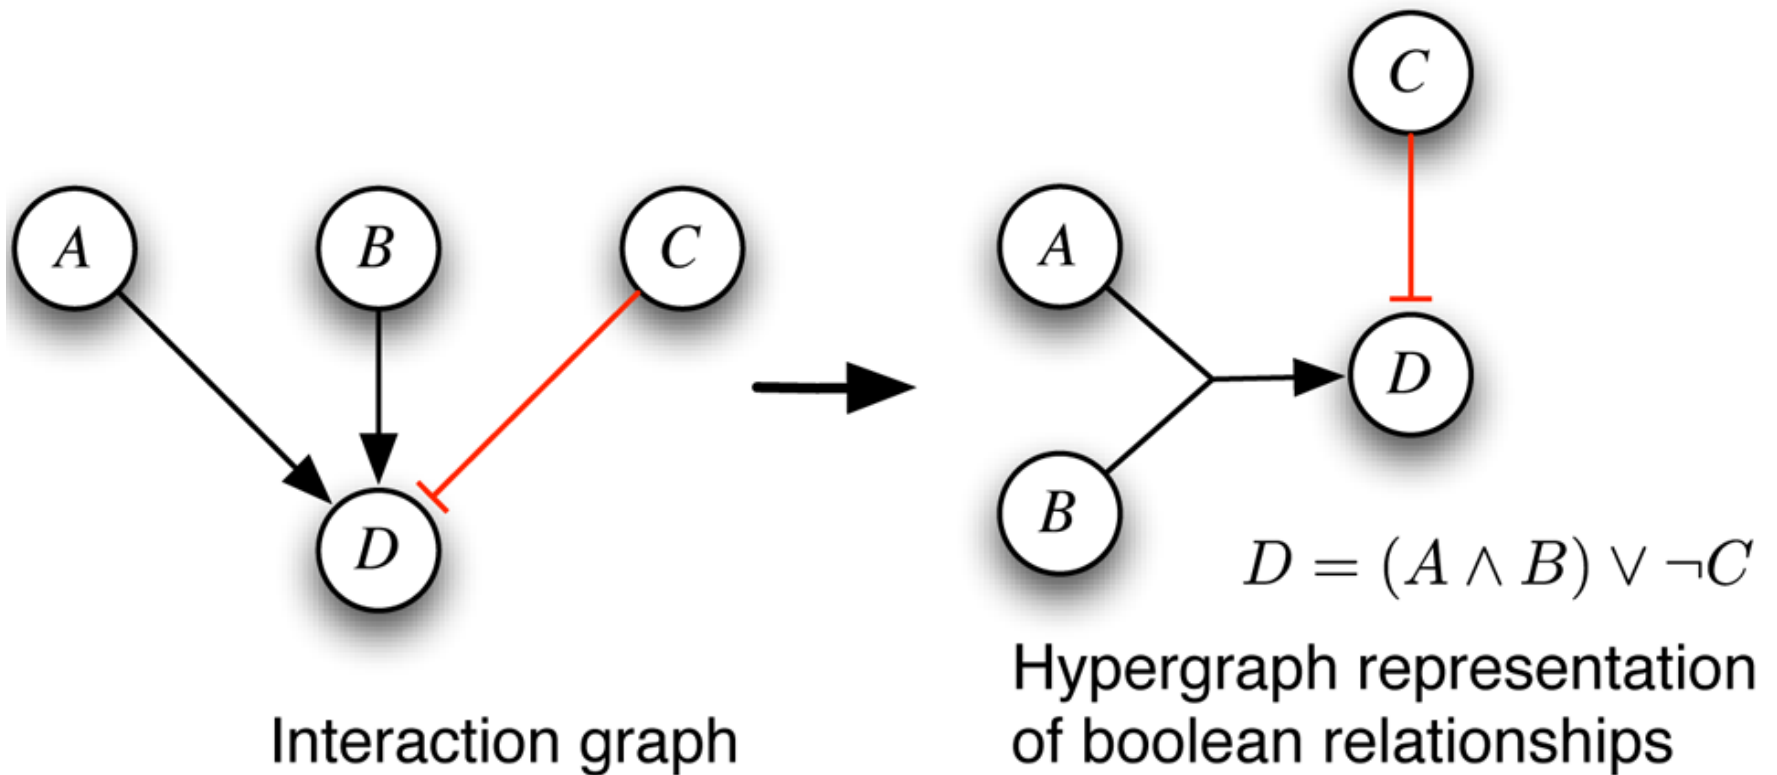 A
B
C
D
Interaction graph
C
A
D
B
D = (A ∧ B) ∨ ¬C
Hypergraph representation
of boolean relationships